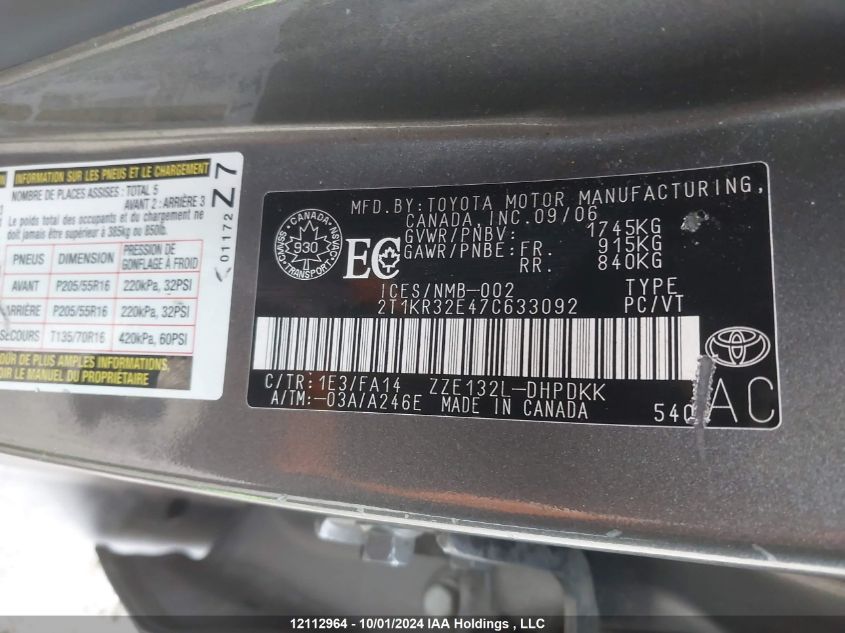 INFORMATION SUR LES PNEUS ET LE CHARGEMENT
NOMBRE DE PLACES ASSISES : TOTAL 5
AVANT 2 : ARRIÈRE 3
Le poids total des occupants et du chargement ne
doit jamais être supérieur à 385kg ou 850lb.
PNEUS DIMENSION PRESSION DE GONFLAGE À FROID
AVANT P205/55R16 220kPa, 32PSI
ARRIÈRE P205/55R16 220kPa, 32PSI
SECOURS T135/70R16 420kPa, 60PSI
POUR DE PLUS AMPLES INFORMATIONS
LE MANUEL DU
01172
Z7
MFD.BY:TOYOTA MOTOR MANUFACTURING,
CANADA, INC.09/06
GVWR/PNBV: 1745KG
GAWR/PNBE:FR. 915KG
RR. 840KG
CANADA
930
TRANSPORT
EC
ICES/NMB-002 TYPE
2T1KR32E47C633092 PC/VT
C/TR:1E3/FA14 ZZE132L-DHPDKK
A/TM:-03A/A246E MADE IN CANADA
540
AC
12112964 - 10/01/2024 IAA Holdings , LLC